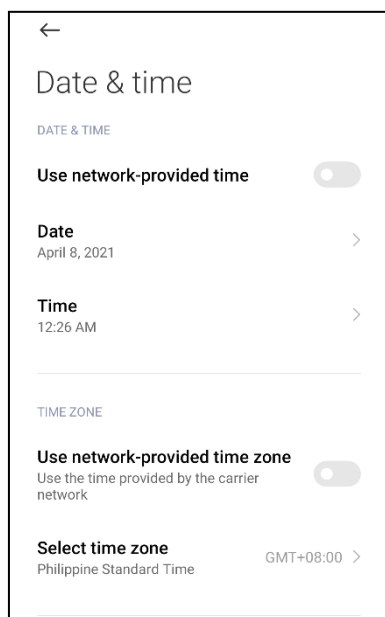 Date & time
DATE & TIME
Use network-provided time
Date
April 8, 2021
Time
12:26 AM
TIME ZONE
Use network-provided time zone
Use the time provided by the carrier
network
Select time zone
GMT+08:00
Philippine Standard Time